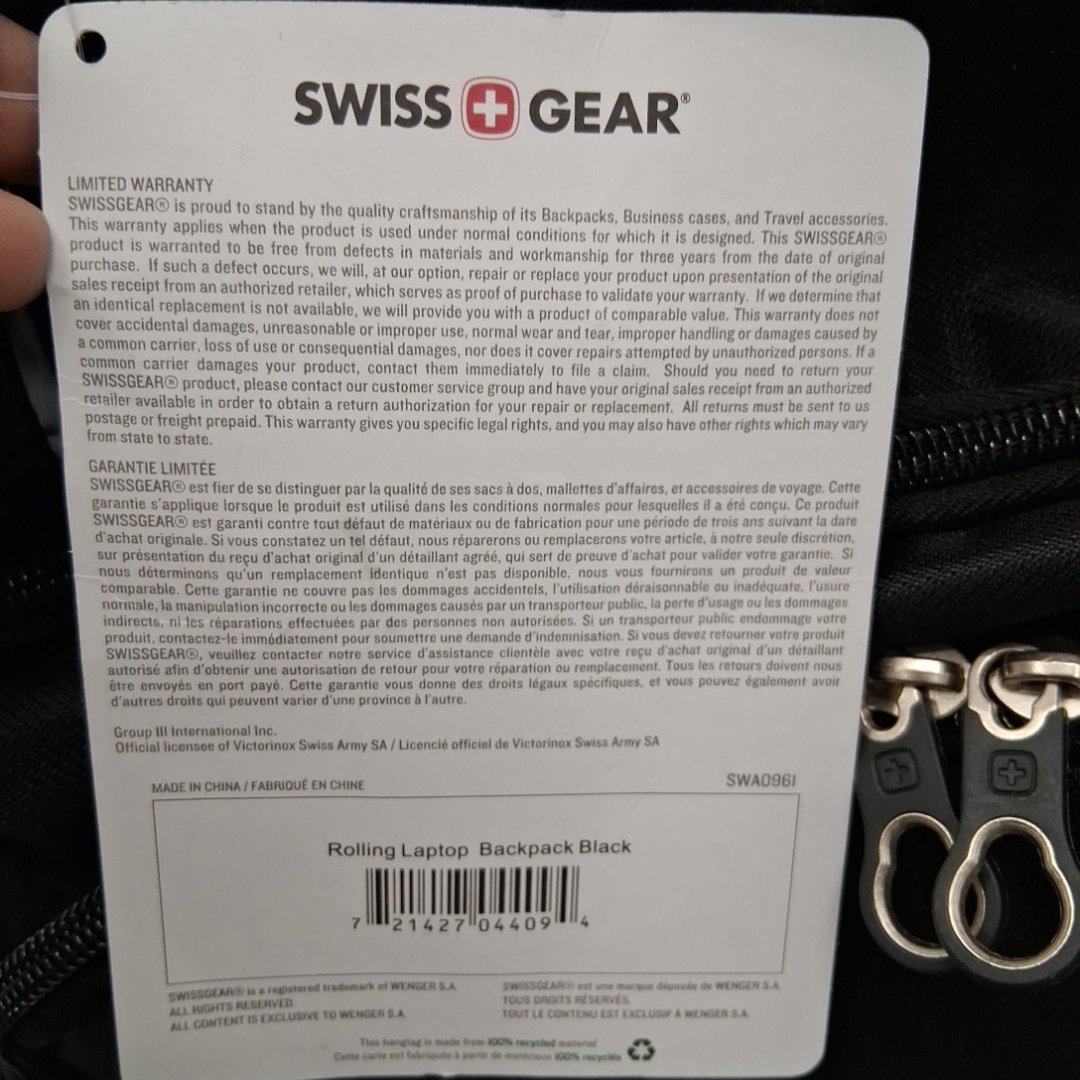 SWISS GEAR®
LIMITED WARRANTY
SWISSGEAR® is proud to stand by the quality craftsmanship of its Backpacks, Business cases, and Travel accessories.
This warranty applies when the product is used under normal conditions for which it is designed. This SWISSGEAR®
product is warranted to be free from defects in materials and workmanship for three years from the date of original
purchase. If such a defect occurs, we will, at our option, repair or replace your product upon presentation of the original
sales receipt from an authorized retailer, which serves as proof of purchase to validate your warranty. If we determine that
an identical replacement is not available, we will provide you with a product of comparable value. This warranty does not
cover accidental damages, unreasonable or improper use, normal wear and tear, improper handling or damages caused by
a common carrier, loss of use or consequential damages, nor does it cover repairs attempted by unauthorized persons. If a
common carrier damages your product, contact them immediately to file a claim. Should you need to return your
SWISSGEAR® product, please contact our customer service group and have your original sales receipt from an authorized
retailer available in order to obtain a return authorization for your repair or replacement. All returns must be sent to us
postage or freight prepaid. This warranty gives you specific legal rights, and you may also have other rights which may vary
from state to state.
GARANTIE LIMITÉE
SWISSGEAR® est fier de se distinguer par la qualité de ses sacs à dos, mallettes d'affaires, et accessoires de voyage. Cette
garantie s'applique lorsque le produit est utilisé dans les conditions normales pour lesquelles il a été conçu. Ce produit
SWISSGEAR® est garanti contre tout défaut de matériaux ou de fabrication pour une période de trois ans suivant la date
d'achat originale. Si vous constatez un tel défaut, nous réparerons ou remplacerons votre article, à notre seule discrétion,
sur présentation du reçu d'achat original d'un détaillant agréé, qui sert de preuve d'achat pour valider votre garantie. Si
nous déterminons qu'un remplacement identique n'est pas disponible, nous vous fournirons un produit de valeur
comparable. Cette garantie ne couvre pas les dommages accidentels, l'utilisation déraisonnable ou inadéquate, l'usure
normale, la manipulation incorrecte ou les dommages causés par un transporteur public, la perte d'usage ou les dommages
indirects, ni les réparations effectuées par des personnes non autorisées. Si un transporteur public endommage votre
produit, contactez-le immédiatement pour soumettre une demande d'indemnisation. Si vous devez retourner votre produit
SWISSGEAR®, veuillez contacter notre service d'assistance clientèle avec votre reçu d'achat original d'un détaillant
autorisé afin d'obtenir une autorisation de retour pour votre réparation ou remplacement. Tous les retours doivent nous
être envoyés en port payé. Cette garantie vous donne des droits légaux spécifiques, et vous pouvez également avoir
d'autres droits qui peuvent varier d'une province à l'autre.
Group III International Inc.
Official licensee of Victorinox Swiss Army SA / Licencié officiel de Victorinox Swiss Army SA
MADE IN CHINA / FABRIQUÉ EN CHINE
SWA0961
Rolling Laptop Backpack Black
7 21427 04409 4
SWISSGEAR® is a registered trademark of WENGER S.A.
ALL RIGHTS RESERVED.
ALL CONTENT IS EXCLUSIVE TO WENGER S.A.
SWISSGEAR® est une marque déposée de WENGER S.A.
TOUS DROITS RÉSERVÉS.
TOUT LE CONTENU EST EXCLUSIF À WENGER S.A.
This hangtag is made from 100% recycled material
Cette carte est fabriquée à partir de matériaux 100% recyclés